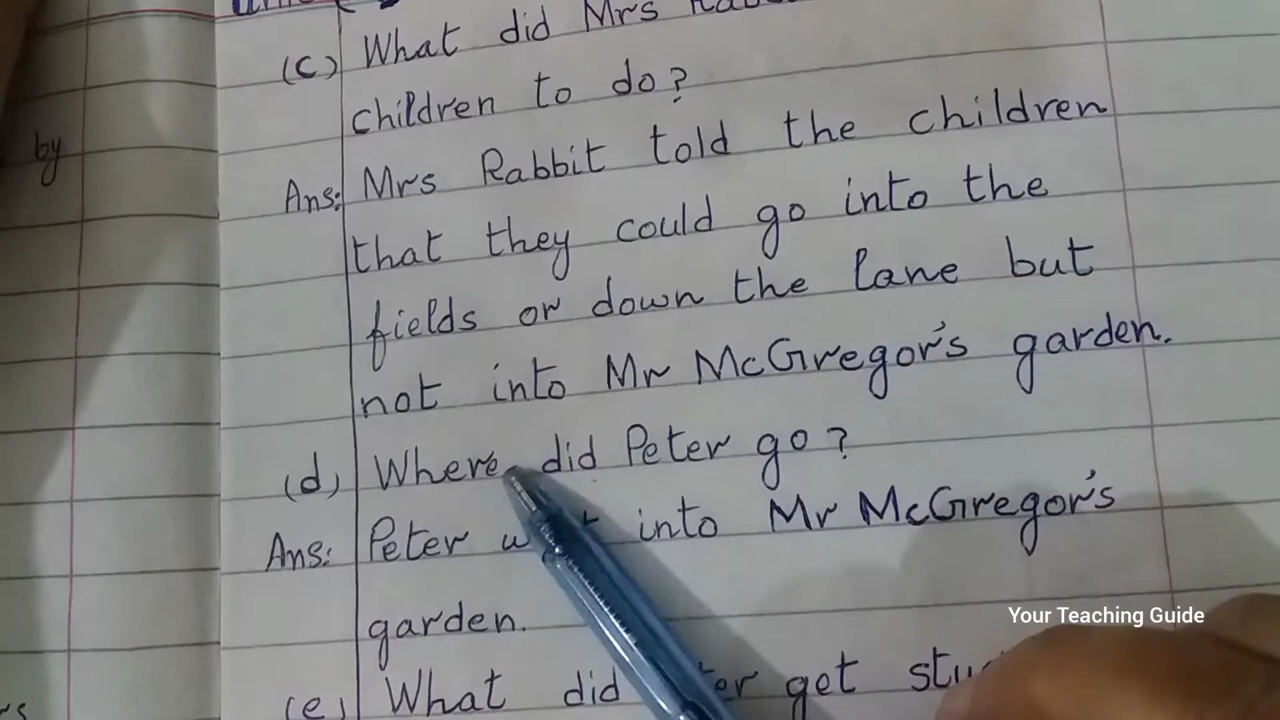 by
(c) What did Mrs
children to do?
Ans: Mrs Rabbit told the children
that they could go into the
fields or down the lane but
not into Mr McGregor's garden.
(d) Where did Peter go?
Ans: Peter into Mr McGregor's
garden.
Your Teaching Guide
(e) What did get